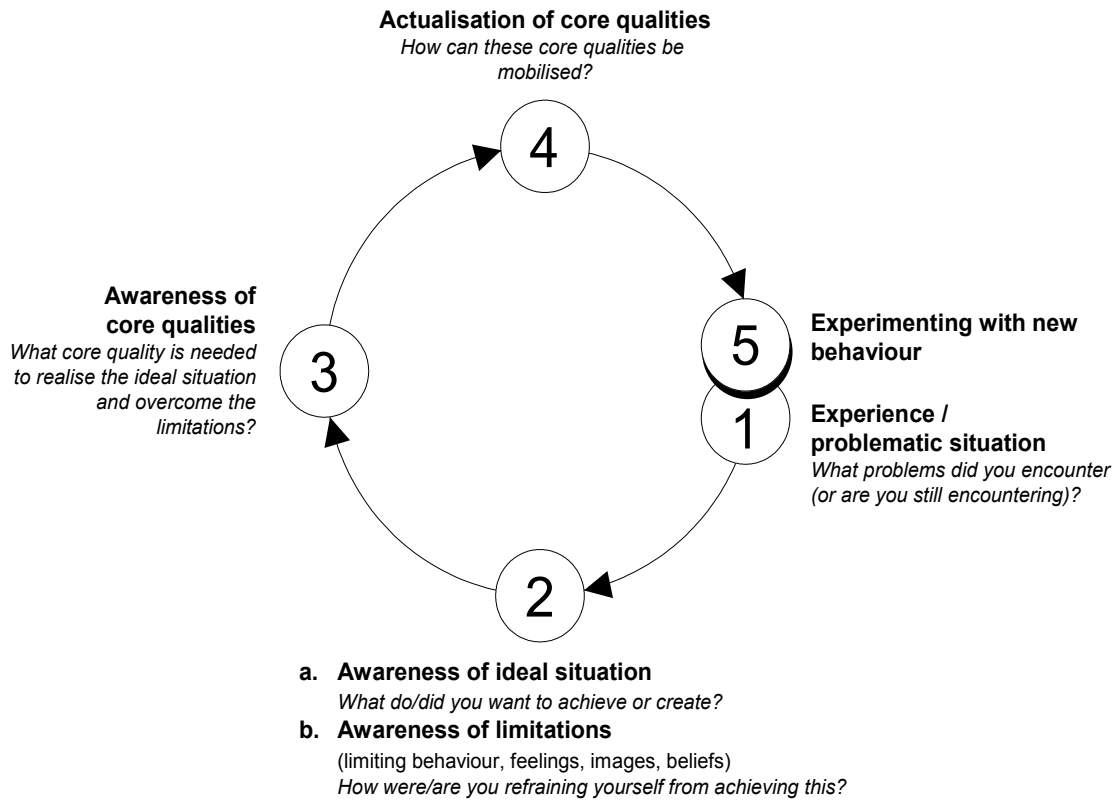 Actualisation of core qualities
How can these core qualities be
mobilised?
4
Awareness of
core qualities
What core quality is needed
to realise the ideal situation
and overcome the
limitations?
3
5
Experimenting with new
behaviour
1
Experience /
problematic situation
What problems did you encounter
(or are you still encountering)?
2
a. Awareness of ideal situation
What do/did you want to achieve or create?
b. Awareness of limitations
(limiting behaviour, feelings, images, beliefs)
How were/are you refraining yourself from achieving this?